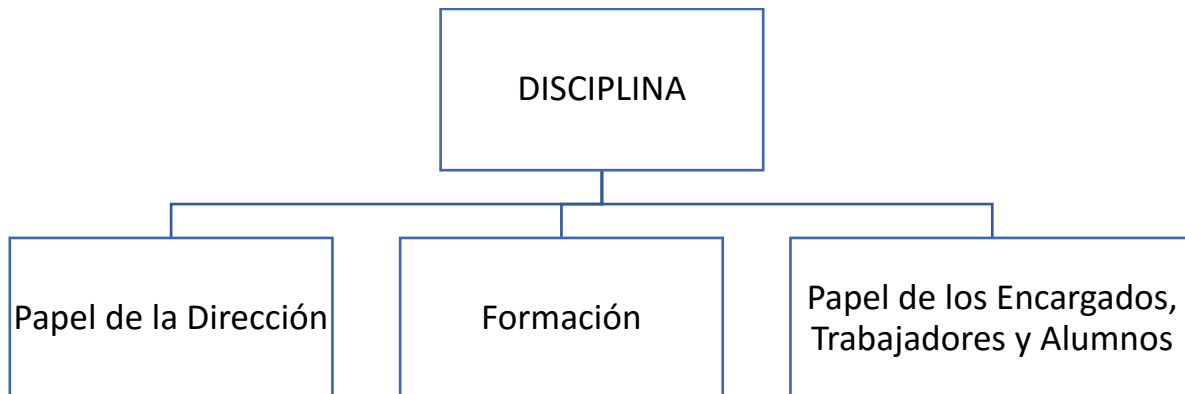 DISCIPLINA
Papel de la Dirección
Formación
Papel de los Encargados,
Trabajadores y Alumnos